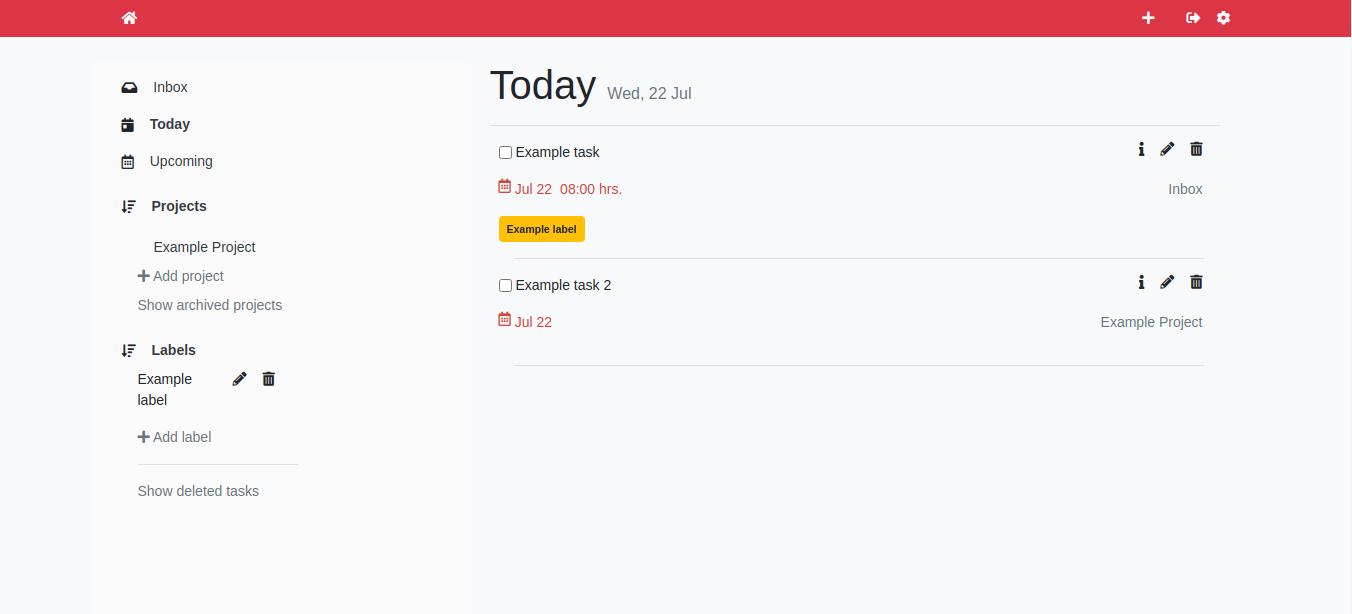 Inbox
Today
Upcoming
Projects
Example Project
Add project
Show archived projects
Labels
Example
label
Add label
Show deleted tasks
Today Wed, 22 Jul
Example task
Jul 22 08:00 hrs. Inbox
Example label
Example task 2
Jul 22 Example Project